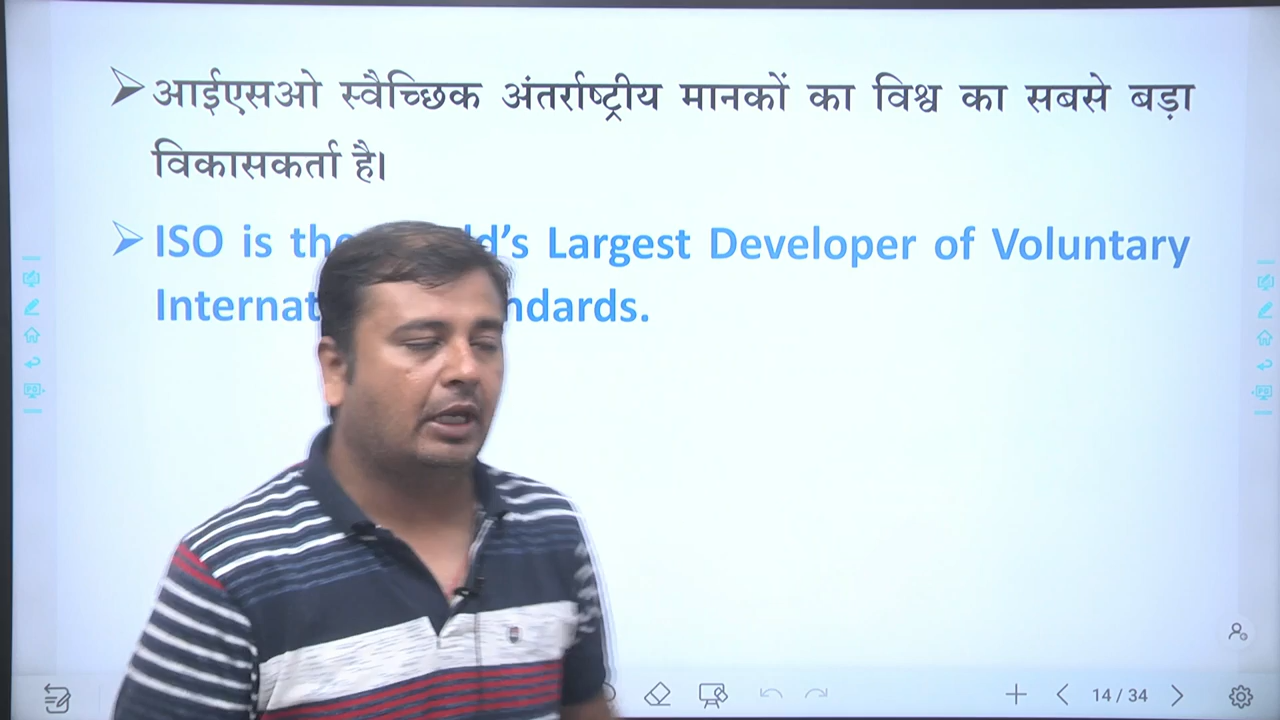 आईएसओ स्वैच्छिक अंतर्राष्ट्रीय मानकों का विश्व का सबसे बड़ा
विकासकर्ता है।
ISO is the Largest Developer of Voluntary
14 / 34